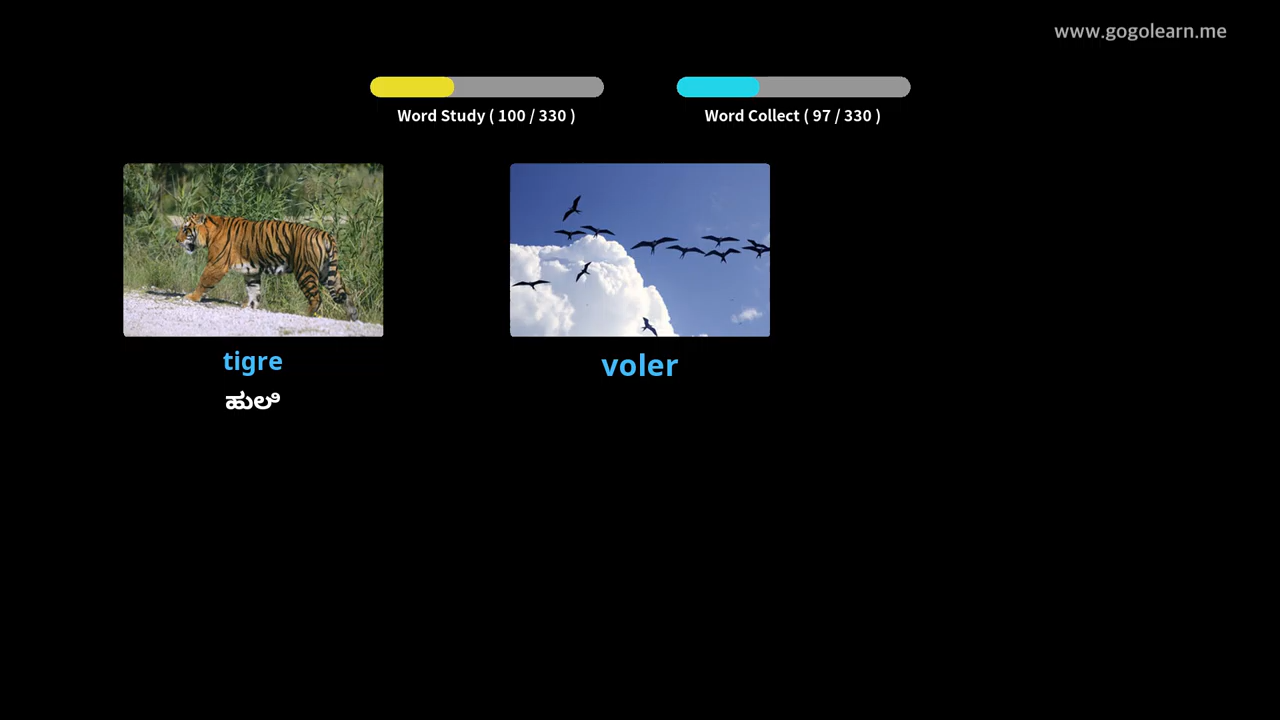 www.gogolearn.me
Word Study ( 100 / 330 )
Word Collect ( 97 / 330 )
tigre
ಹುಲಿ
voler